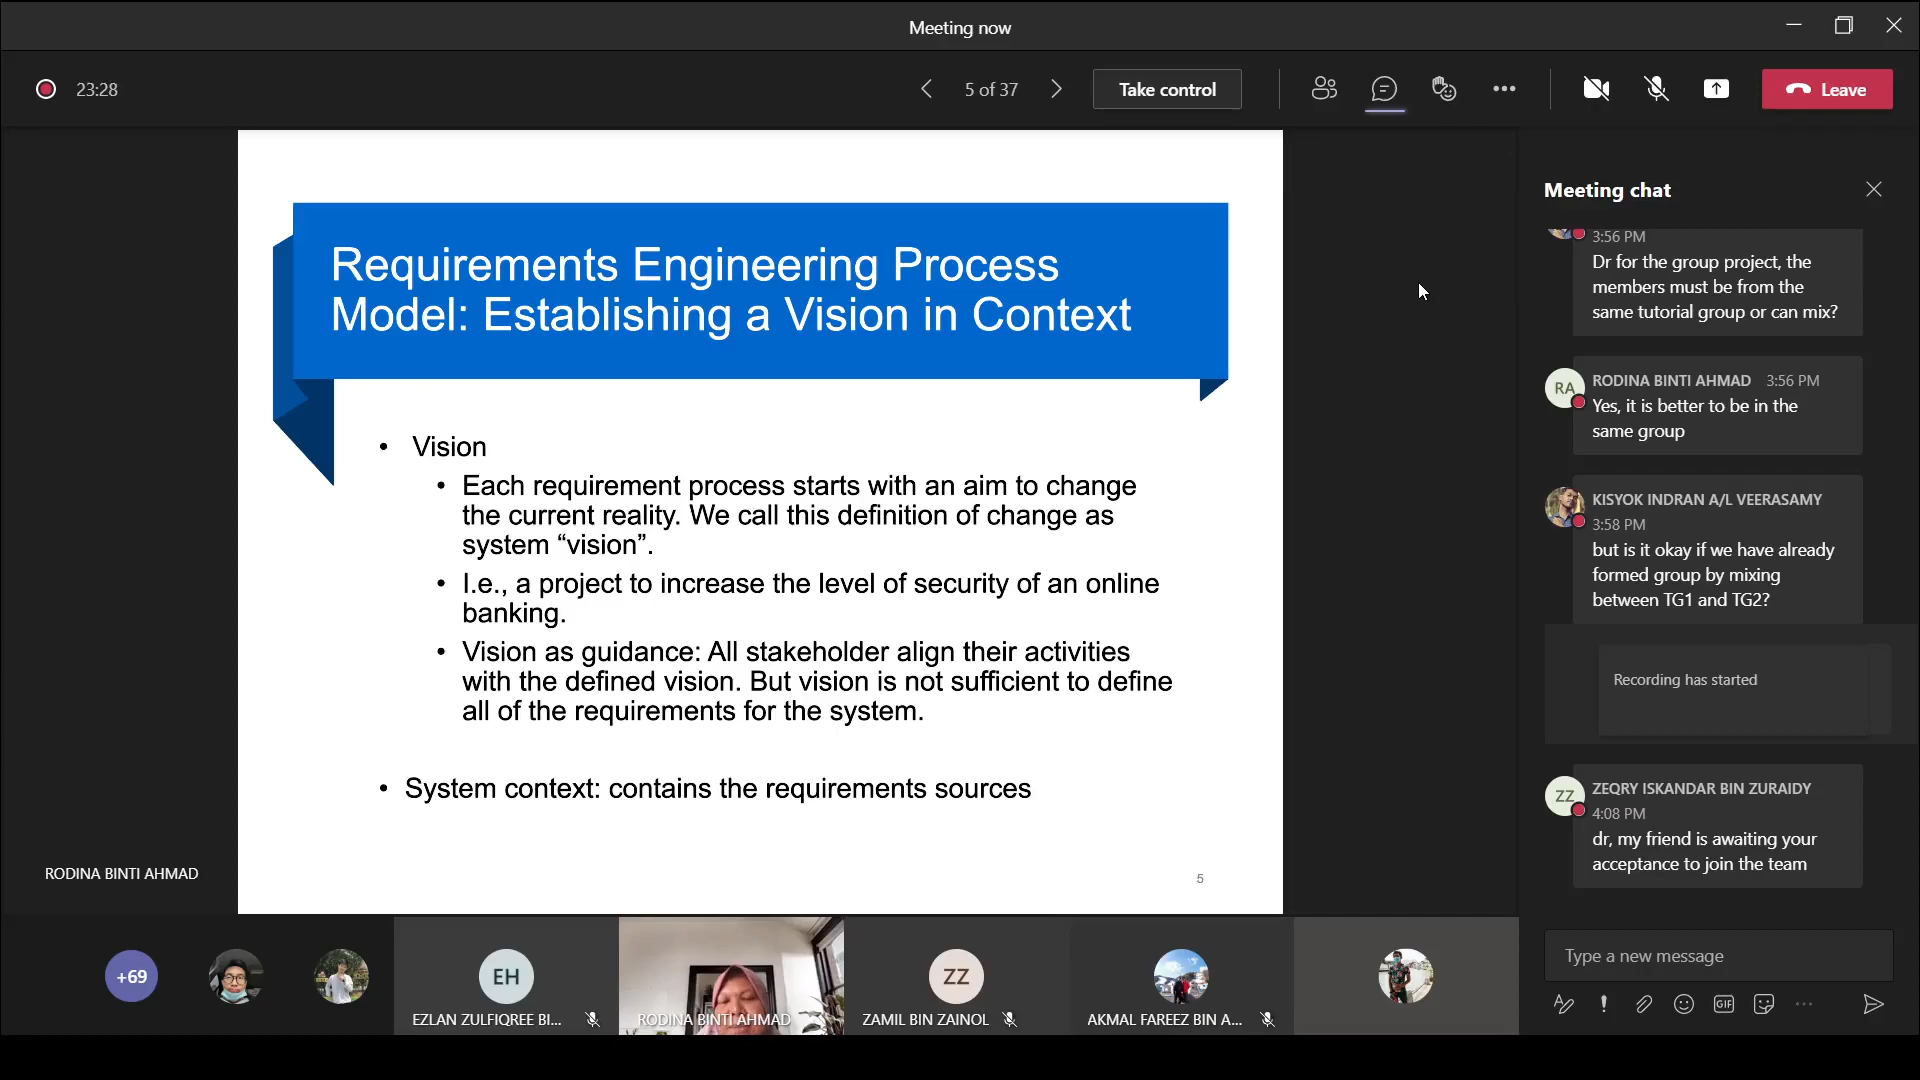 Meeting now
23:28
5 of 37
Take control
Leave
Requirements Engineering Process
Model: Establishing a Vision in Context
• Vision
• Each requirement process starts with an aim to change
the current reality. We call this definition of change as
system “vision”.
• I.e., a project to increase the level of security of an online
banking.
• Vision as guidance: All stakeholder align their activities
with the defined vision. But vision is not sufficient to define
all of the requirements for the system.
• System context: contains the requirements sources
5
RODINA BINTI AHMAD
Meeting chat
3:56 PM
Dr for the group project, the
members must be from the
same tutorial group or can mix?
RA
RODINA BINTI AHMAD 3:56 PM
Yes, it is better to be in the
same group
KISYOK INDRAN A/L VEERASAMY
3:58 PM
but is it okay if we have already
formed group by mixing
between TG1 and TG2?
Recording has started
ZZ
ZEQRY ISKANDAR BIN ZURAIDY
4:08 PM
dr, my friend is awaiting your
acceptance to join the team
Type a new message
GIF
+69
EH
EZLAN ZULFIQREE BI...
RODINA BINTI AHMAD
ZZ
ZAMIL BIN ZAINOL
AKMAL FAREEZ BIN A...